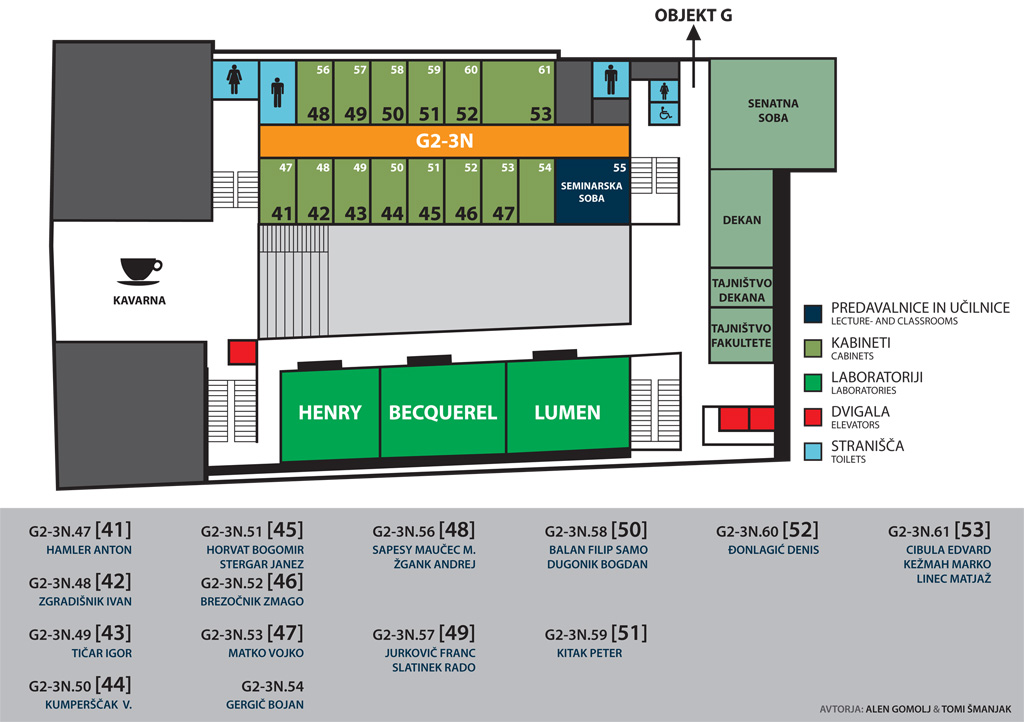 OBJEKT G
56
57
58
59
60
61
48
49
50
51
52
53
SENATNA
SOBA
G2-3N
47
48
49
50
51
52
53
54
55
SEMINARSKA
SOBA
41
42
43
44
45
46
47
DEKAN
KAVARNA
TAJNIŠTVO
DEKANA
TAJNIŠTVO
FAKULTETE
PREDAVALNICE IN UČILNICE
LECTURE- AND CLASSROOMS
KABINETI
CABINETS
LABORATORIJI
LABORATORIES
DVIGALA
ELEVATORS
STRANIŠČA
TOILETS
HENRY
BECQUEREL
LUMEN
G2-3N.47 [41]
HAMLER ANTON
G2-3N.48 [42]
ZGRADIŠNIK IVAN
G2-3N.49 [43]
TIČAR IGOR
G2-3N.50 [44]
KUMPERŠČAK V.
G2-3N.51 [45]
HORVAT BOGOMIR
STERGAR JANEZ
G2-3N.52 [46]
BREZOČNIK ZMAGO
G2-3N.53 [47]
MATKO VOJKO
G2-3N.54
GERGIČ BOJAN
G2-3N.56 [48]
SAPESY MAUČEC M.
ŽGANK ANDREJ
G2-3N.57 [49]
JURKOVIČ FRANC
SLATINEK RADO
G2-3N.58 [50]
BALAN FILIP SAMO
DUGONIK BOGDAN
G2-3N.59 [51]
KITAK PETER
G2-3N.60 [52]
ĐONLAGIĆ DENIS
G2-3N.61 [53]
CIBULA EDVARD
KEŽMAH MARKO
LINEC MATJAŽ
AVTORJA: ALEN GOMOLJ & TOMI ŠMANJAK